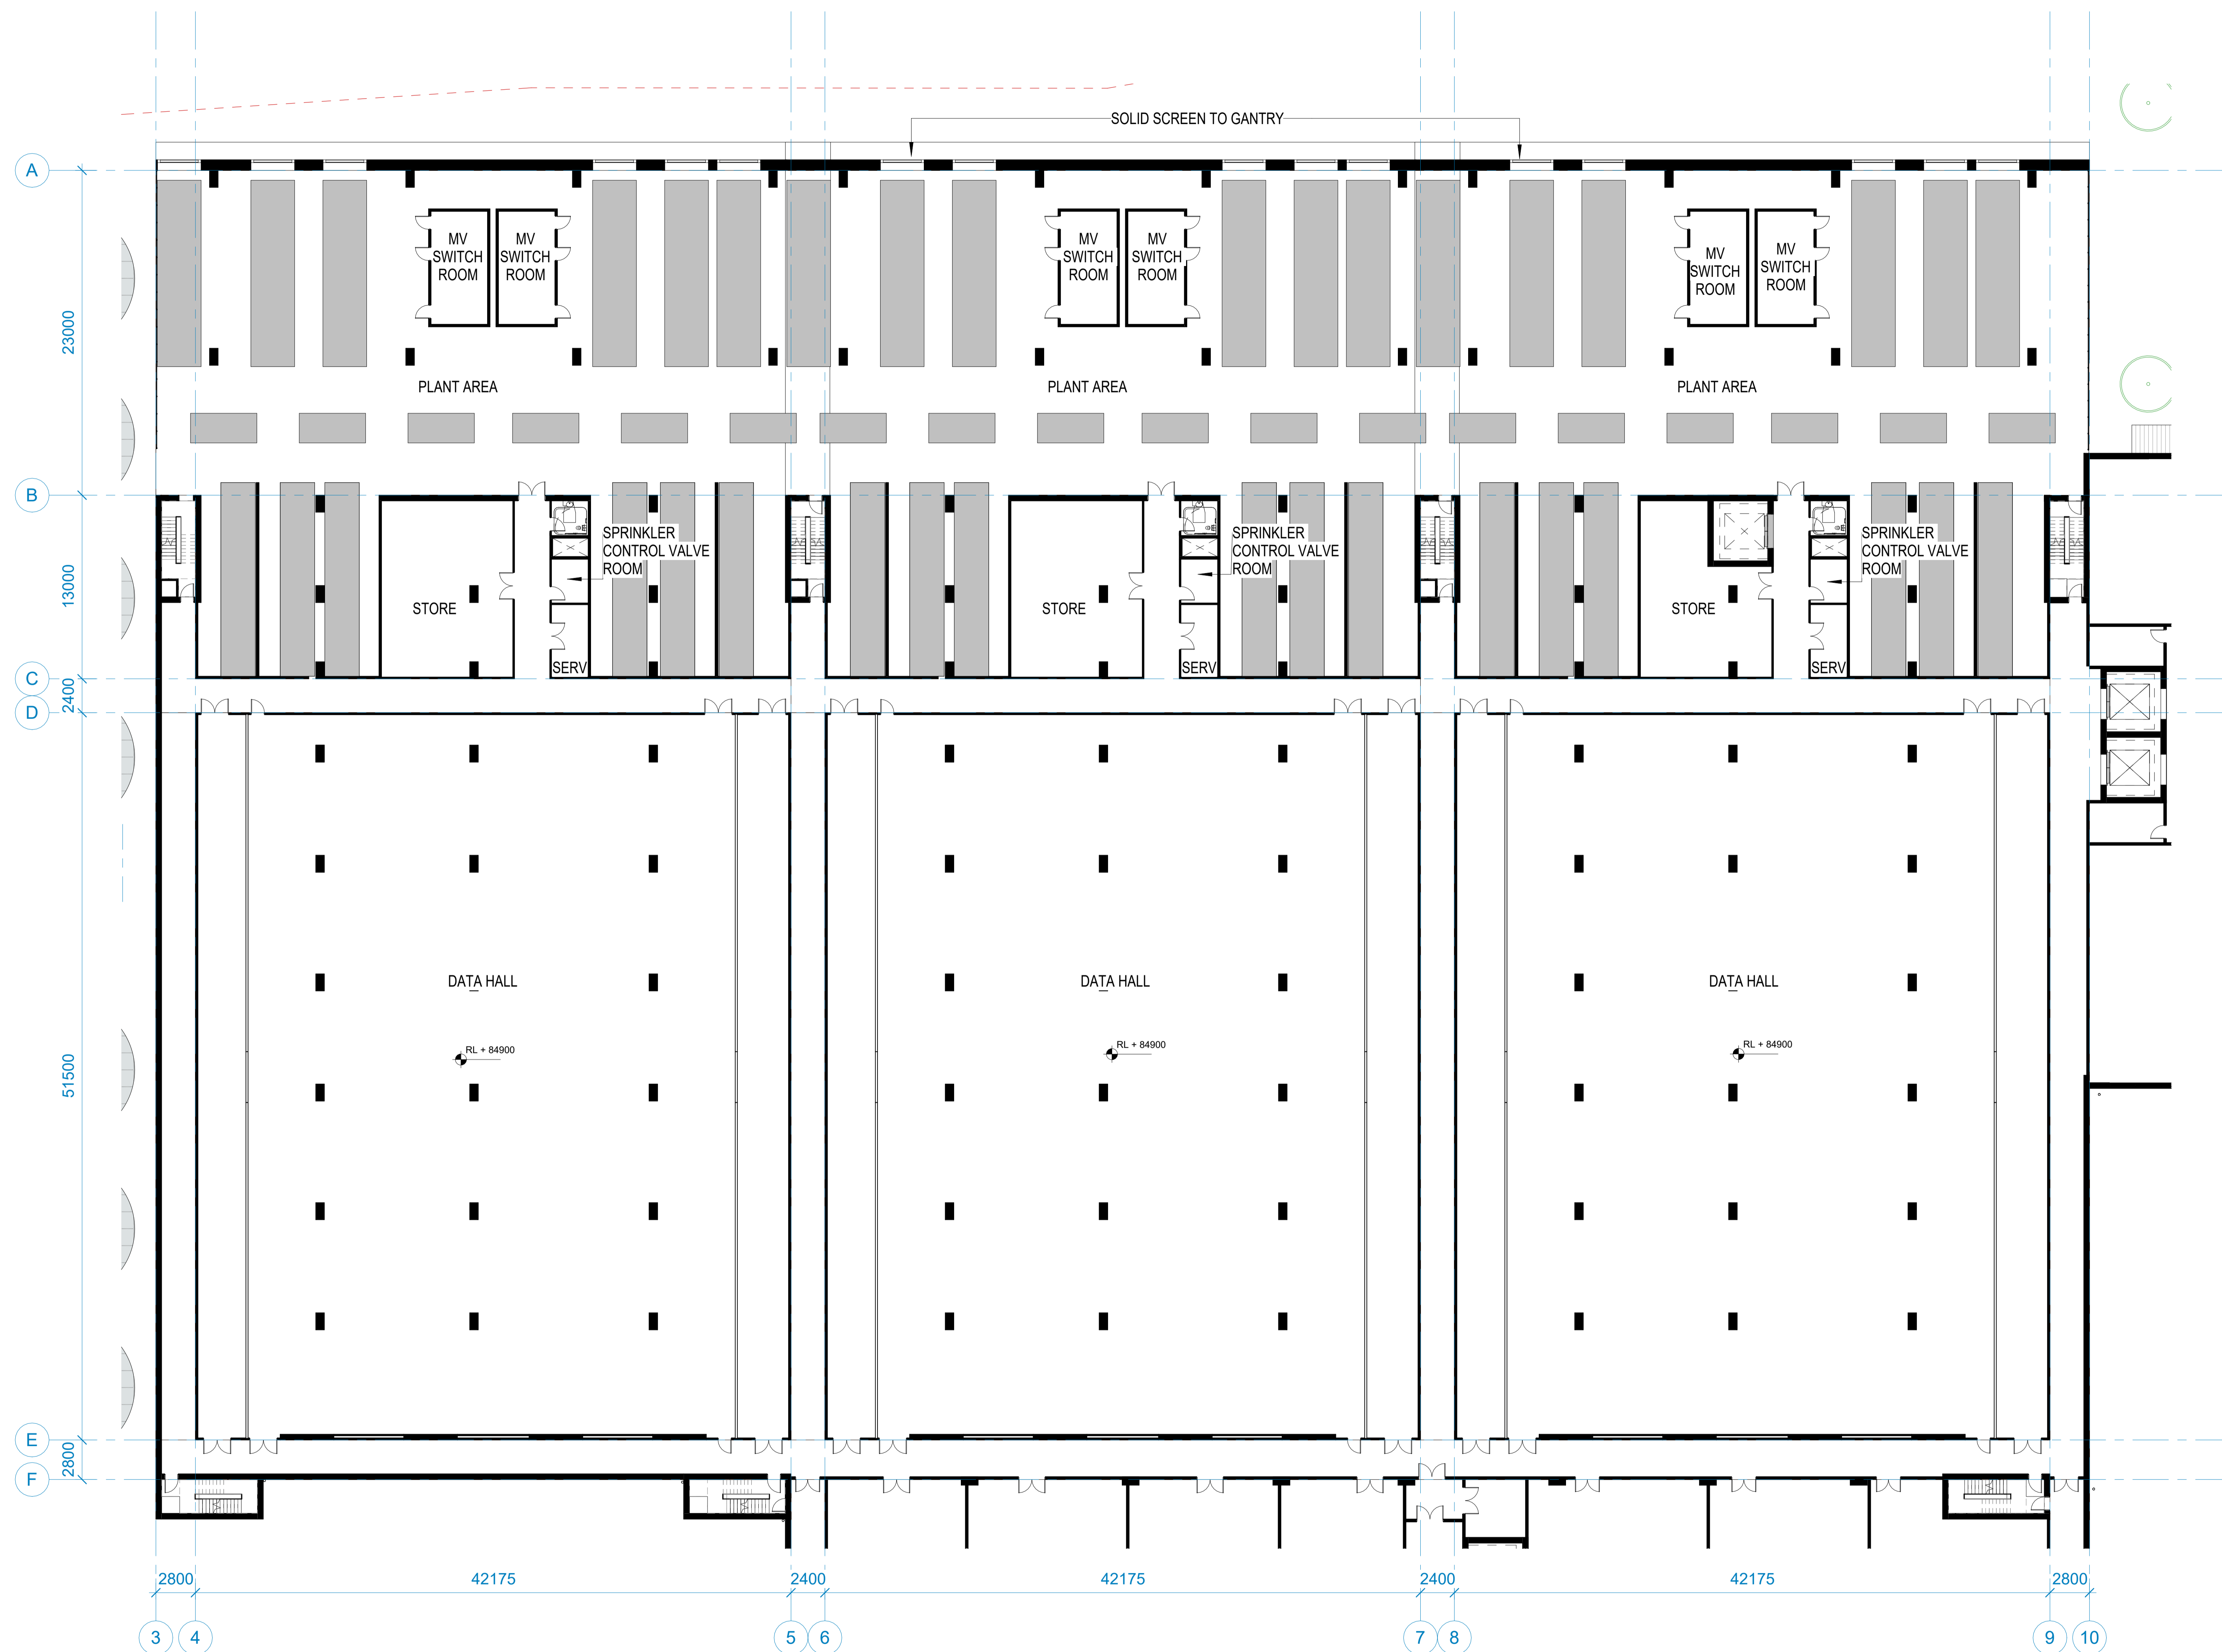 SOLID SCREEN TO GANTRY
A
MV
SWITCH
ROOM
MV
SWITCH
ROOM
MV
SWITCH
ROOM
MV
SWITCH
ROOM
MV
SWITCH
ROOM
MV
SWITCH
ROOM
23000
PLANT AREA
PLANT AREA
PLANT AREA
B
SPRINKLER
CONTROL VALVE
ROOM
SPRINKLER
CONTROL VALVE
ROOM
SPRINKLER
CONTROL VALVE
ROOM
13000
STORE
STORE
STORE
SERV
SERV
SERV
C
2400
D
DATA HALL
DATA HALL
DATA HALL
RL + 84900
RL + 84900
RL + 84900
51500
E
2800
F
2800
42175
2400
42175
2400
42175
2800
3
4
5
6
7
8
9
10